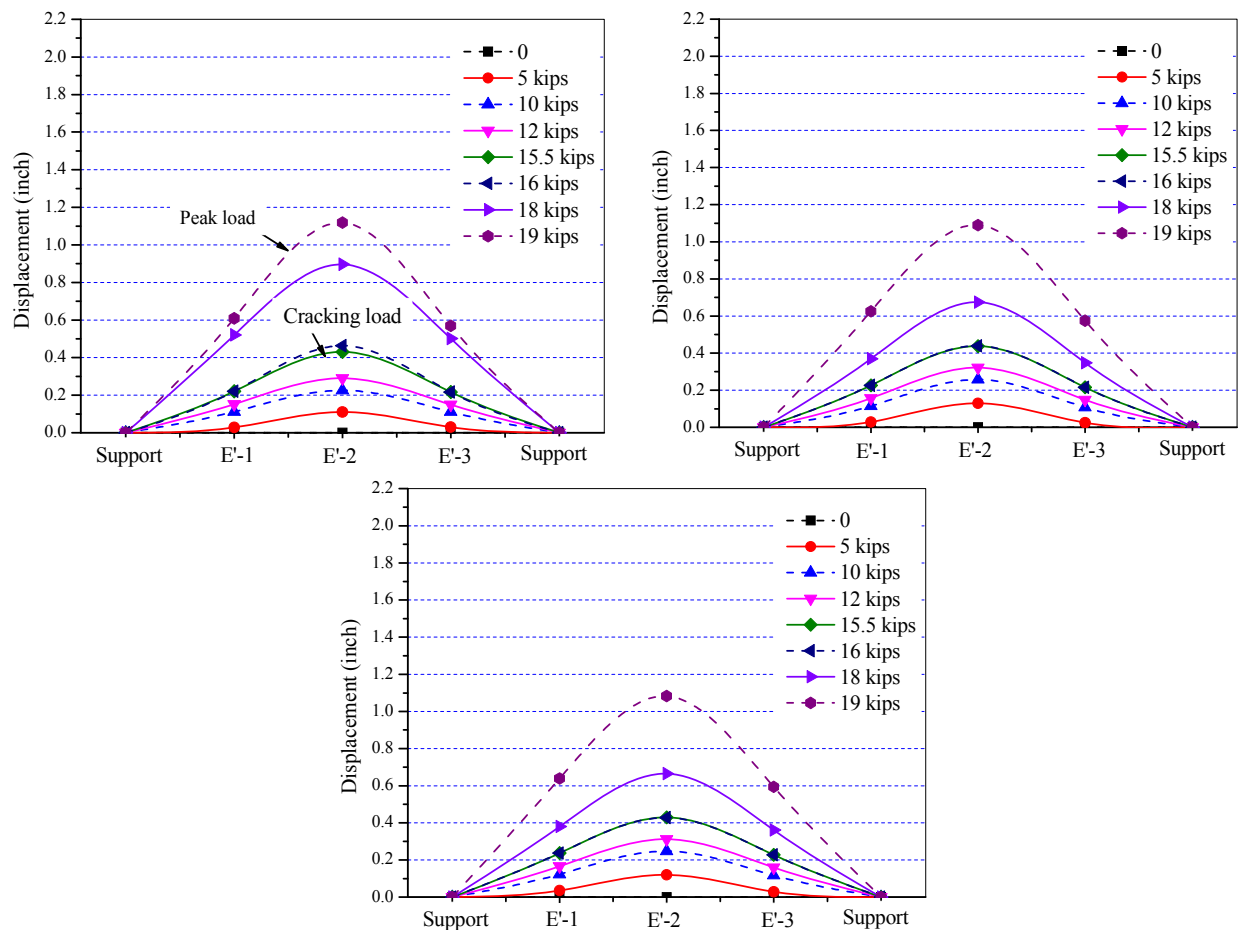 2.2
2.0
1.8
1.6
1.4
1.2
1.0
0.8
0.6
0.4
0.2
0.0
Displacement (inch)
Support E'-1 E'-2 E'-3 Support
Peak load
Cracking load
0
5 kips
10 kips
12 kips
15.5 kips
16 kips
18 kips
19 kips
2.2
2.0
1.8
1.6
1.4
1.2
1.0
0.8
0.6
0.4
0.2
0.0
Displacement (inch)
Support E'-1 E'-2 E'-3 Support
0
5 kips
10 kips
12 kips
15.5 kips
16 kips
18 kips
19 kips
2.2
2.0
1.8
1.6
1.4
1.2
1.0
0.8
0.6
0.4
0.2
0.0
Displacement (inch)
Support E'-1 E'-2 E'-3 Support
0
5 kips
10 kips
12 kips
15.5 kips
16 kips
18 kips
19 kips